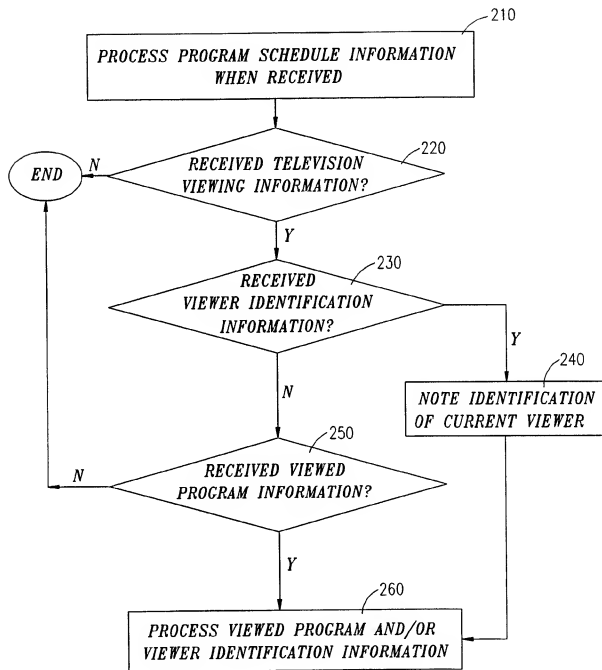 210
PROCESS PROGRAM SCHEDULE INFORMATION
WHEN RECEIVED
220
END
N
RECEIVED TELEVISION
VIEWING INFORMATION?
Y
230
RECEIVED
VIEWER IDENTIFICATION
INFORMATION?
Y
240
NOTE IDENTIFICATION
OF CURRENT VIEWER
N
250
RECEIVED VIEWED
PROGRAM INFORMATION?
N
Y
260
PROCESS VIEWED PROGRAM AND/OR
VIEWER IDENTIFICATION INFORMATION